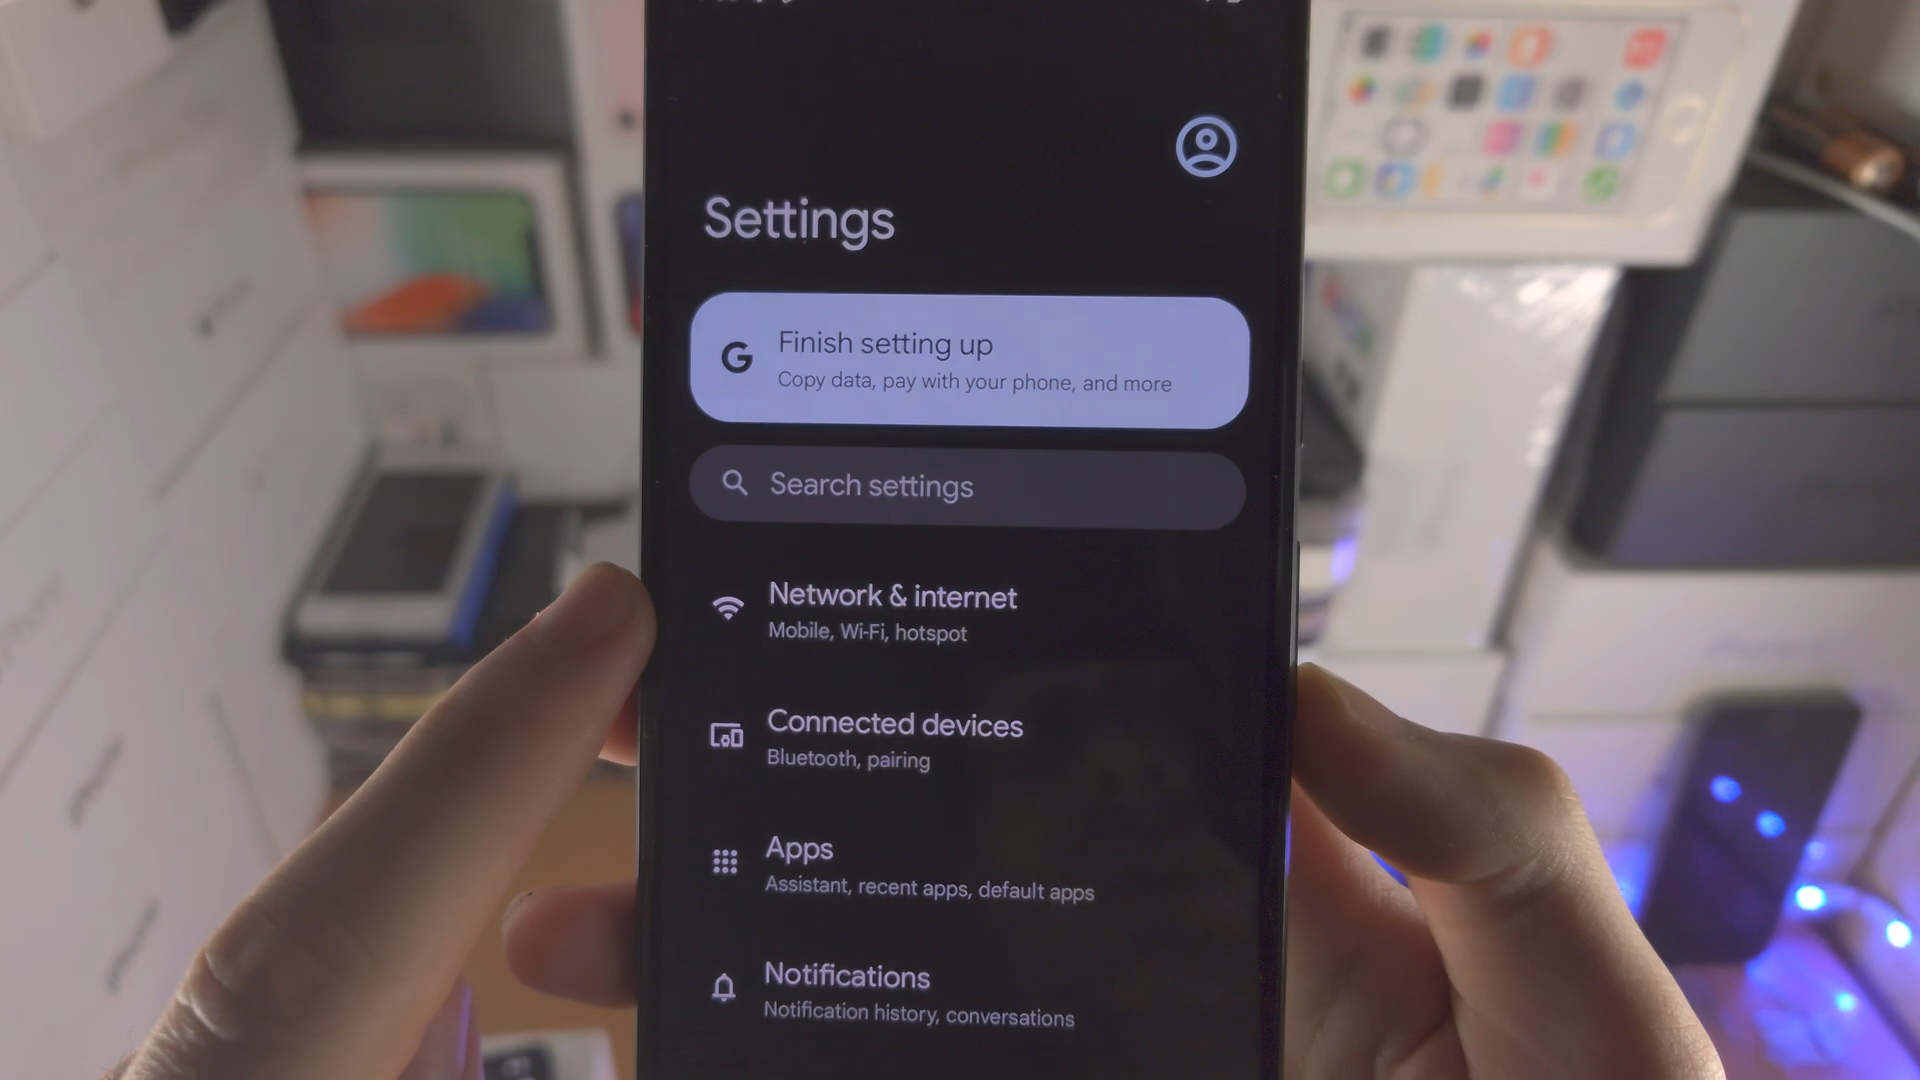 Settings
Finish setting up
Copy data, pay with your phone, and more
Search settings
Network & internet
Mobile, Wi-Fi, hotspot
Connected devices
Bluetooth, pairing
Apps
Assistant, recent apps, default apps
Notifications
Notification history, conversations